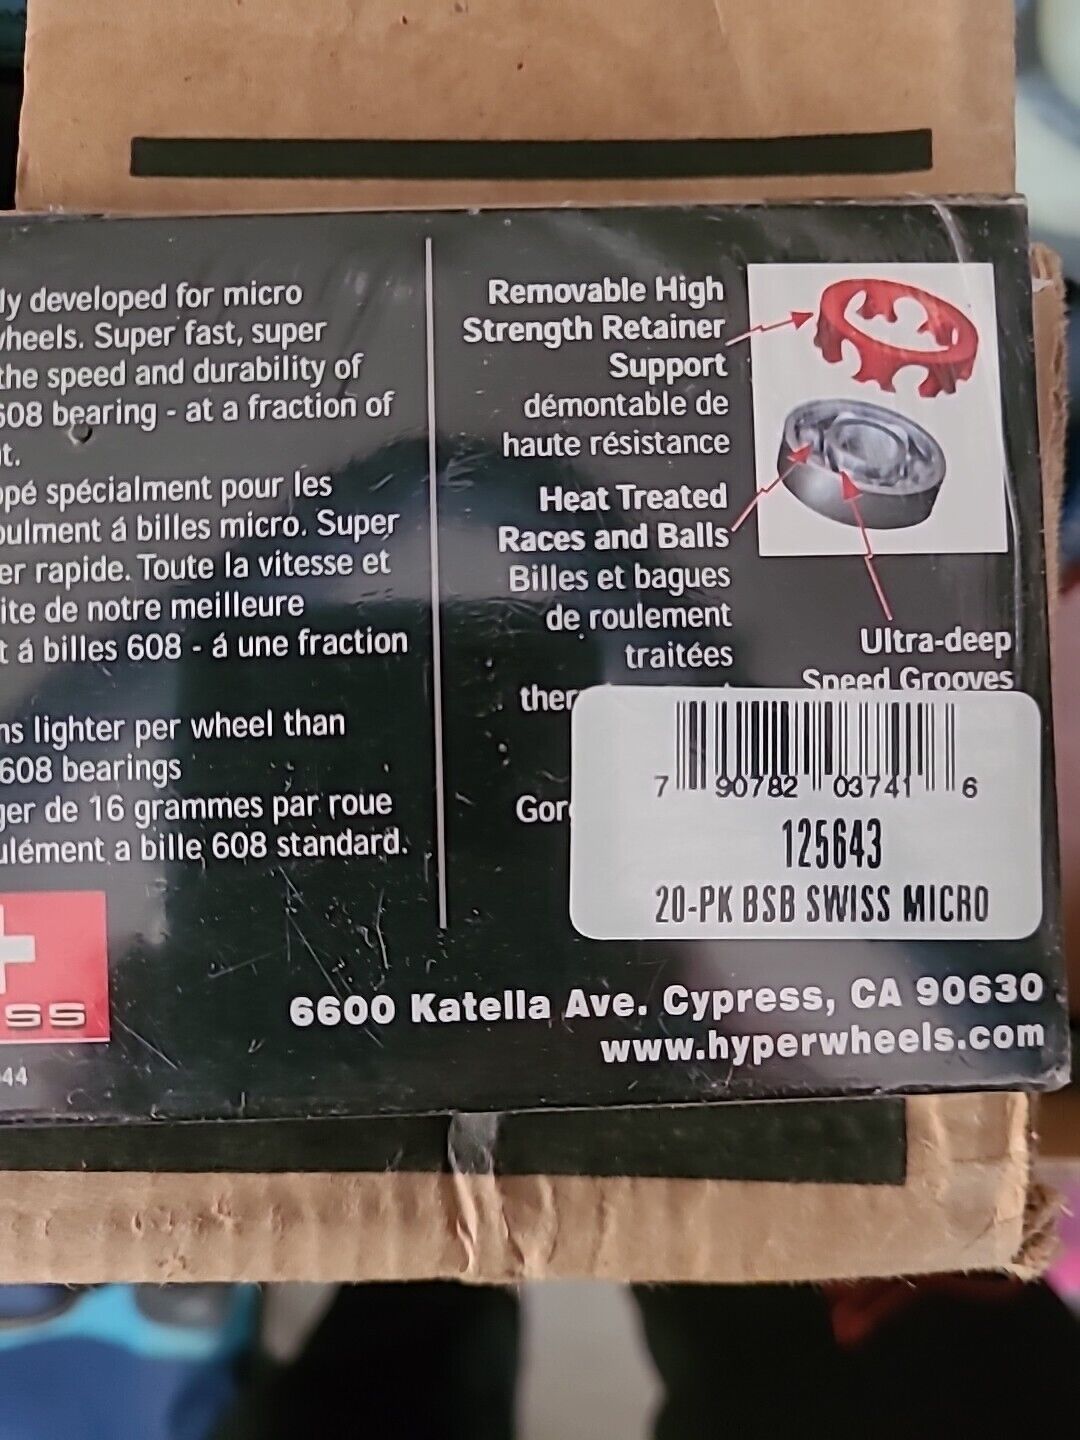 ly developed for micro
wheels. Super fast, super
the speed and durability of
608 bearing - at a fraction of
t.
ppé spécialment pour les
oulment á billes micro. Super
er rapide. Toute la vitesse et
ite de notre meilleure
t á billes 608 - á une fraction
ns lighter per wheel than
608 bearings
ger de 16 grammes par roue
ulément a bille 608 standard.
ss
44
Removable High
Strength Retainer
Support
démontable de
haute résistance
Heat Treated
Races and Balls
Billes et bagues
de roulement
traitées
ther
Gor
Ultra-deep
Speed Grooves
7 90782 03741 6
125643
20-PK BSB SWISS MICRO
6600 Katella Ave. Cypress, CA 90630
www.hyperwheels.com